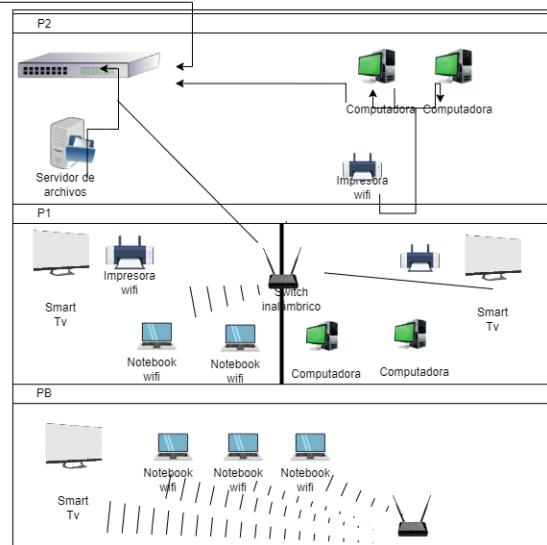 P2
Computadora
Computadora
Servidor de
archivos
Impresora
wifi
P1
Impresora
wifi
Switch
inalámbrico
Smart
Tv
Smart
Tv
Notebook
wifi
Notebook
wifi
Computadora
Computadora
PB
Notebook
wifi
Notebook
wifi
Notebook
wifi
Smart
Tv